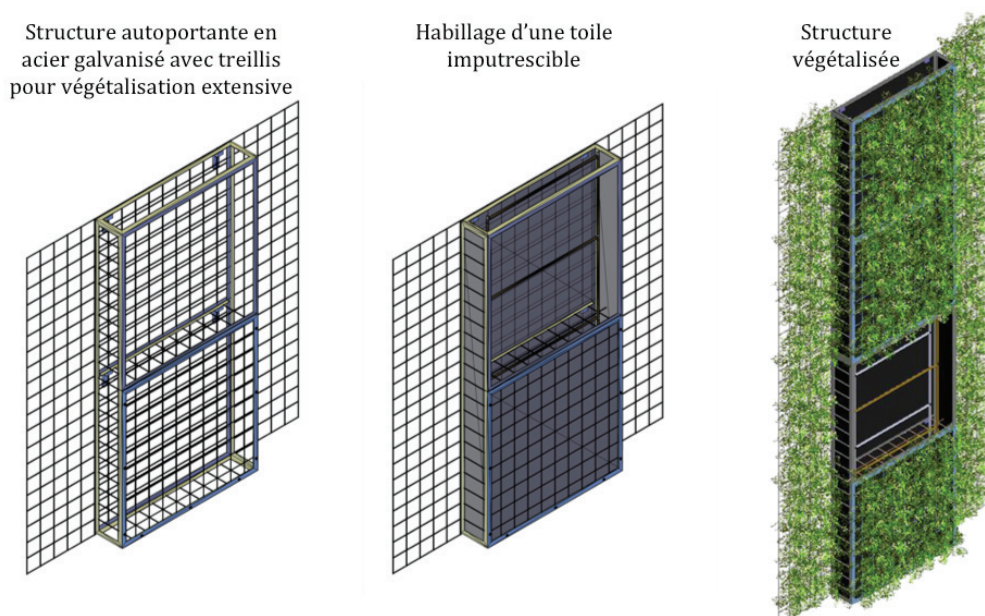 Structure autoportante en
acier galvanisé avec treillis
pour végétalisation extensive
Habillage d’une toile
imputrescible
Structure
végétalisée